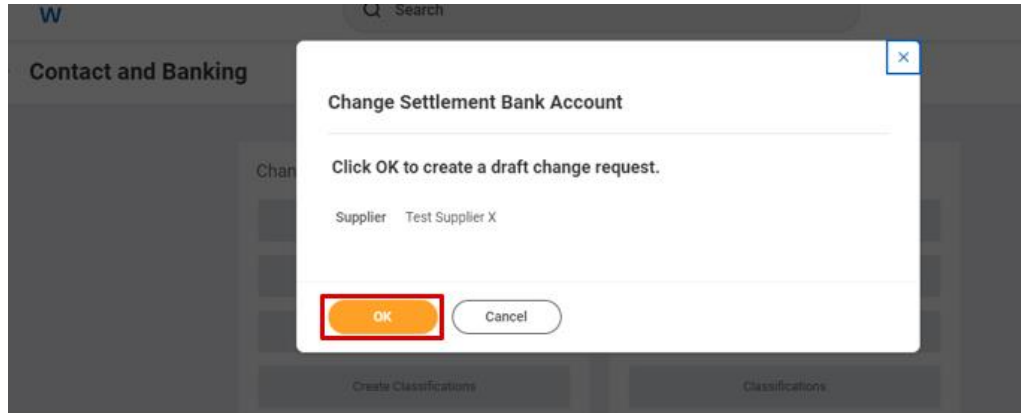 W
Search
Contact and Banking
Change Settlement Bank Account
Chan
Click OK to create a draft change request.
Supplier Test Supplier X
OK Cancel
Create Classifications Classifications